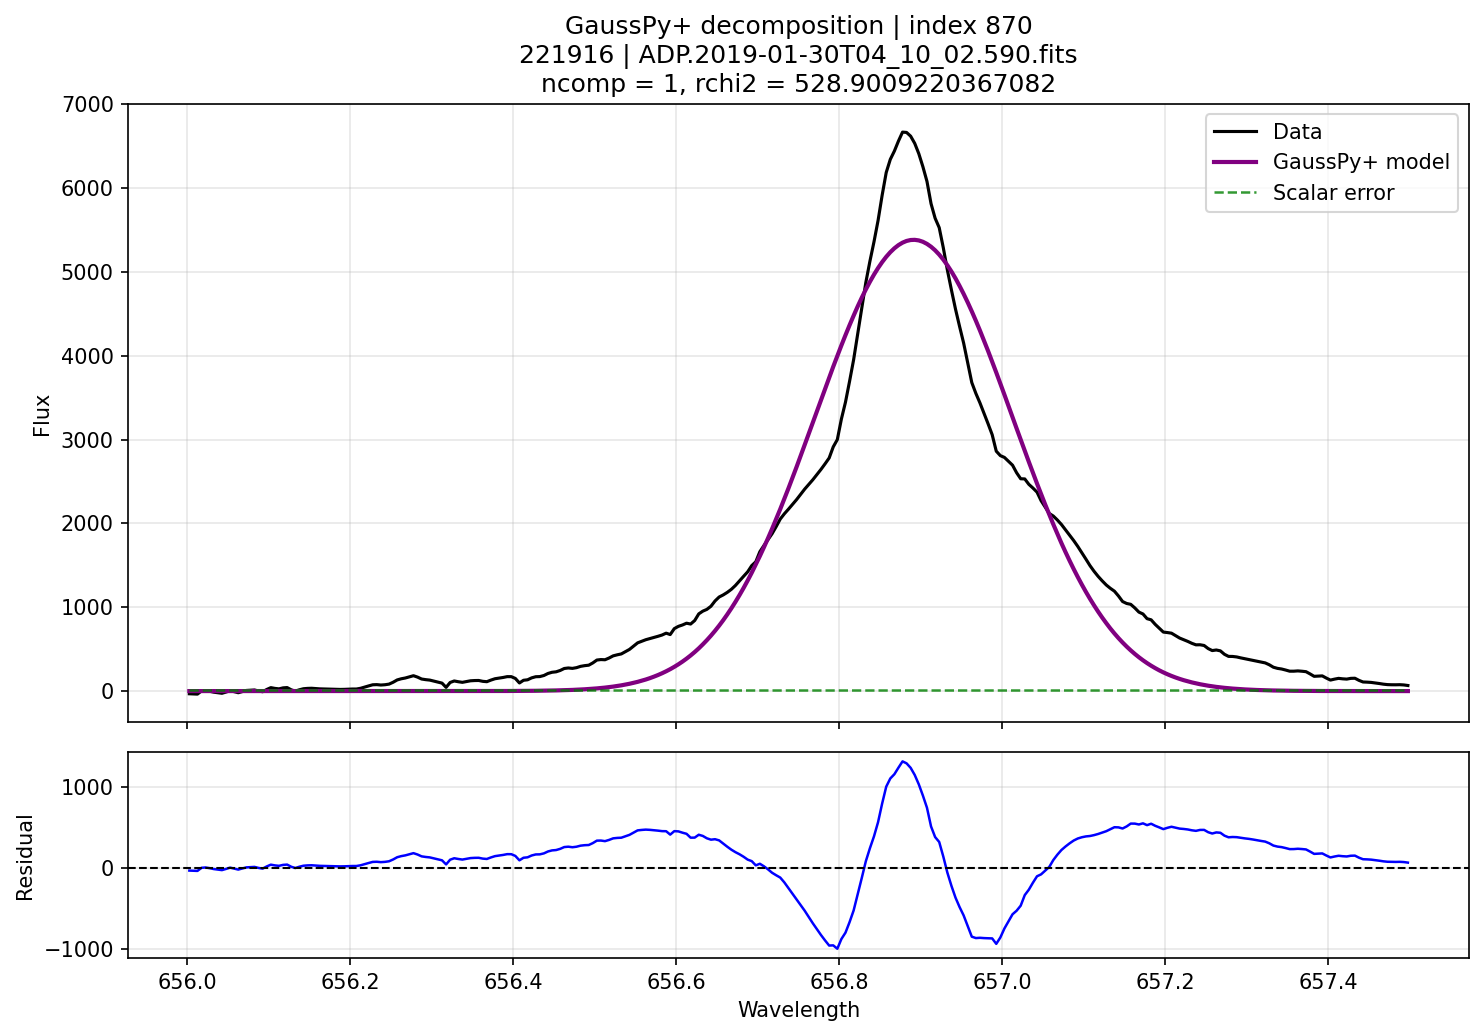 GaussPy+ decomposition | index 870
221916 | ADP.2019-01-30T04_10_02.590.fits
ncomp = 1, rchi2 = 528.9009220367082
Data
GaussPy+ model
Scalar error
Flux
7000
6000
5000
4000
3000
2000
1000
0
Residual
1000
0
−1000
656.0 656.2 656.4 656.6 656.8 657.0 657.2 657.4
Wavelength